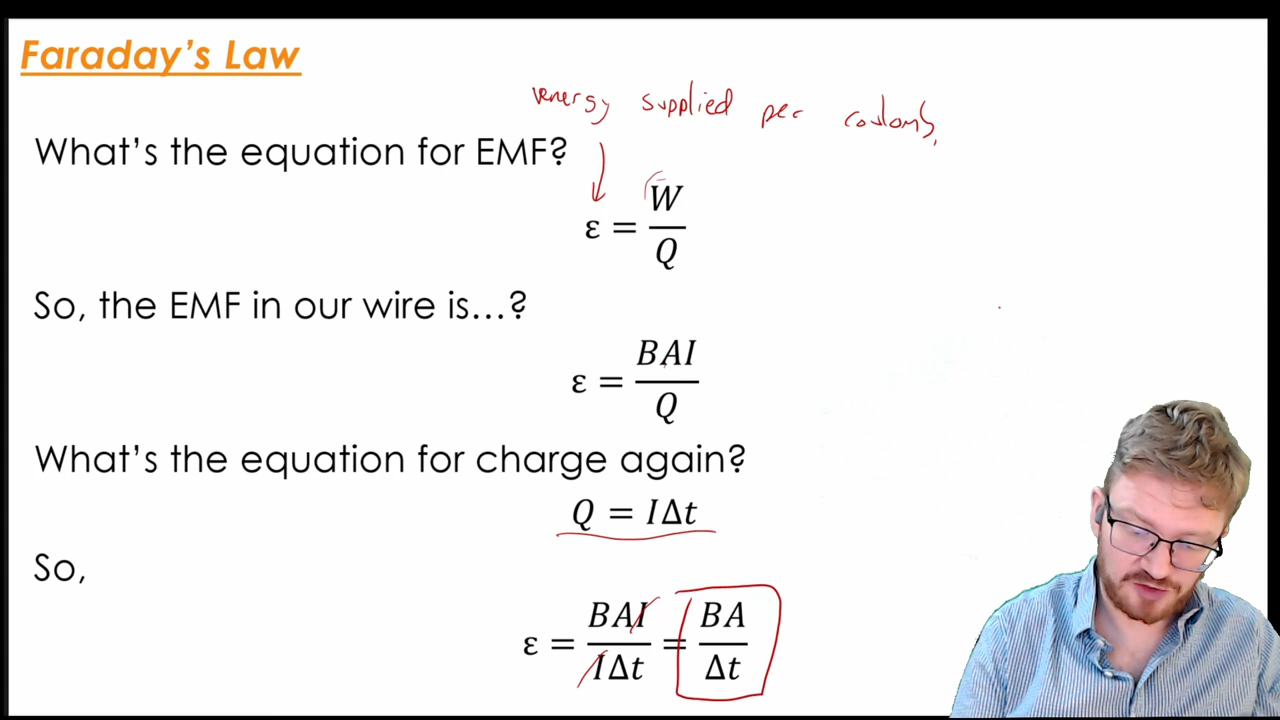 Faraday's Law
energy supplied per coulomb,
What's the equation for EMF?
ε = W/Q
So, the EMF in our wire is...?
ε = BAI/Q
What's the equation for charge again?
Q = IΔt
So,
ε = BAI/IΔt = BA/Δt